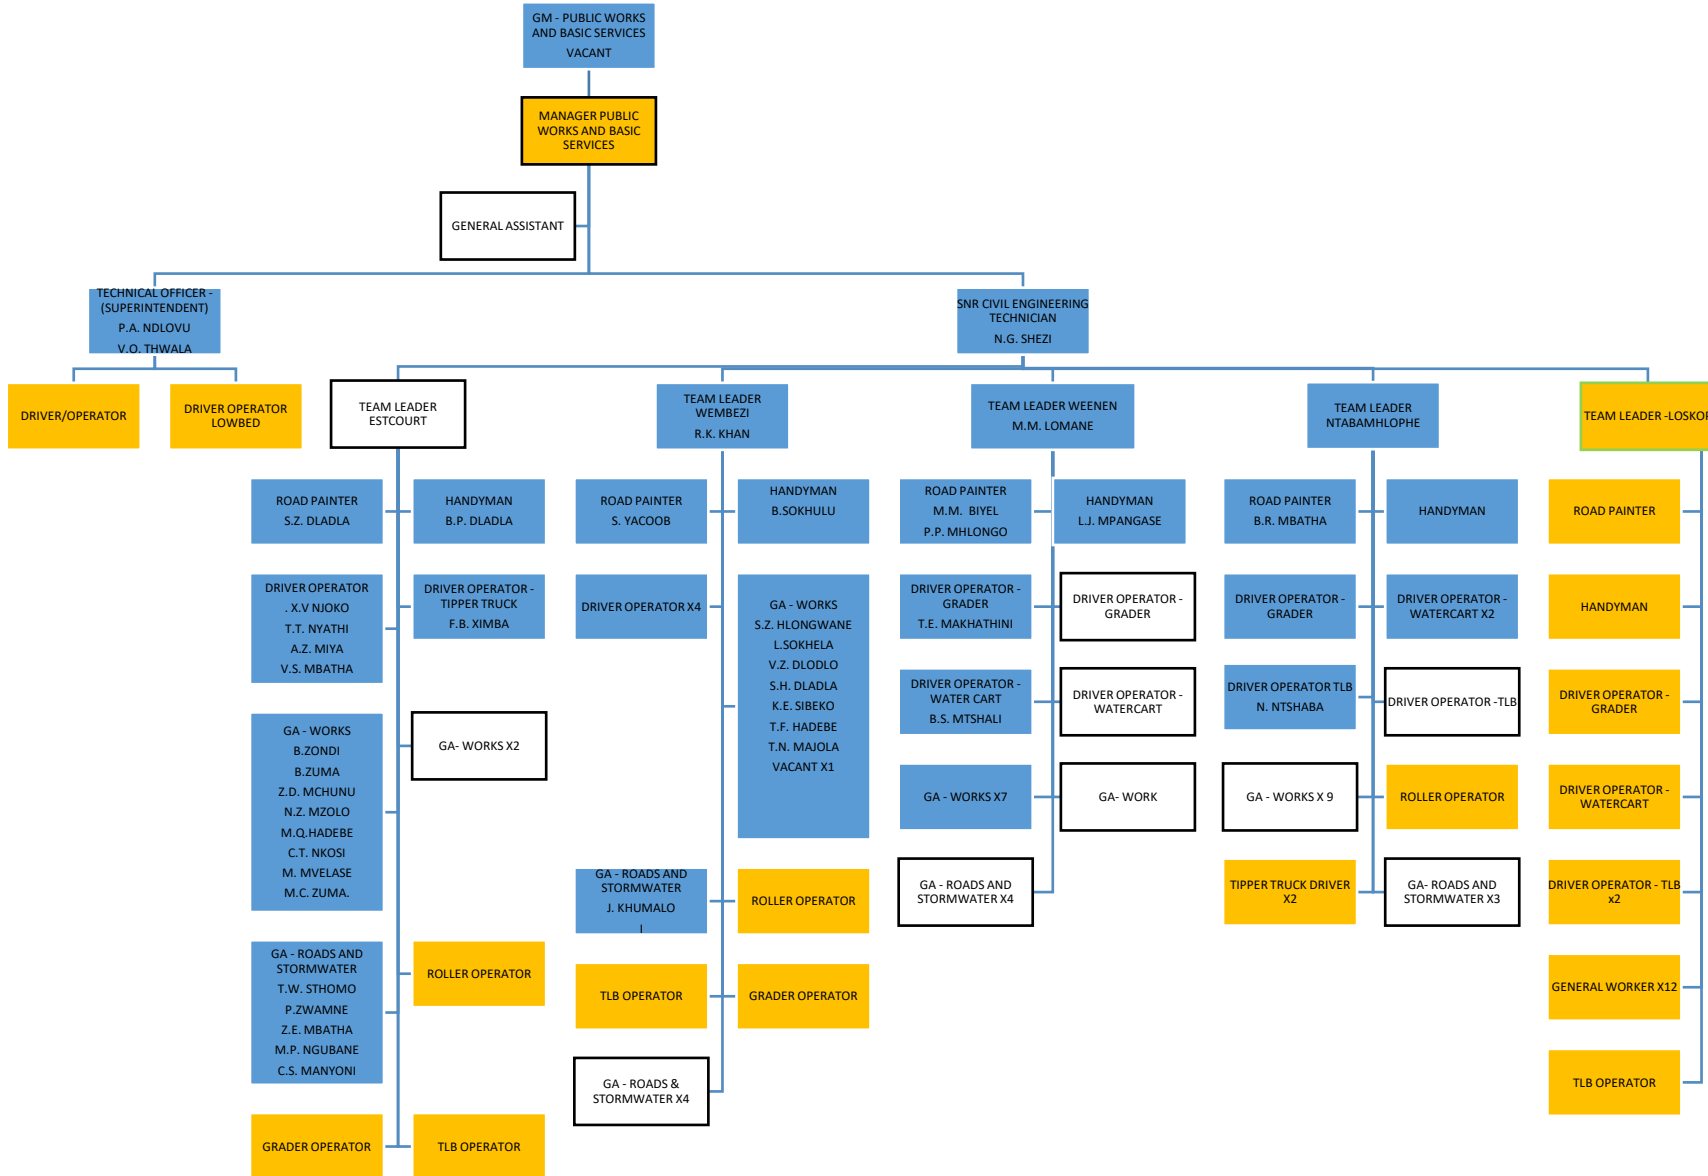 GM - PUBLIC WORKS
AND BASIC SERVICES
VACANT
MANAGER PUBLIC
WORKS AND BASIC
SERVICES
GENERAL ASSISTANT
TECHNICAL OFFICER -
(SUPERINTENDENT)
P.A. NDLOVU
V.O. THWALA
SNR CIVIL ENGINEERING
TECHNICIAN
N.G. SHEZI
DRIVER/OPERATOR
DRIVER OPERATOR
LOWBED
TEAM LEADER
ESTCOURT
TEAM LEADER
WEMBEZI
R.K. KHAN
TEAM LEADER WEENEN
M.M. LOMANE
TEAM LEADER
NTABAMHLOPHE
TEAM LEADER -LOSKOP
ROAD PAINTER
S.Z. DLADLA
HANDYMAN
B.P. DLADLA
DRIVER OPERATOR
. X.V NJOKO
T.T. NYATHI
A.Z. MIYA
V.S. MBATHA
DRIVER OPERATOR -
TIPPER TRUCK
F.B. XIMBA
GA - WORKS
B.ZONDI
B.ZUMA
Z.D. MCHUNU
N.Z. MZOLO
M.Q.HADEBE
C.T. NKOSI
M. MVELASE
M.C. ZUMA.
GA- WORKS X2
GA - ROADS AND
STORMWATER
T.W. STHOMO
P.ZWAMNE
Z.E. MBATHA
M.P. NGUBANE
C.S. MANYONI
ROLLER OPERATOR
GRADER OPERATOR
TLB OPERATOR
ROAD PAINTER
S. YACOOB
HANDYMAN
B.SOKHULU
DRIVER OPERATOR X4
GA - WORKS
S.Z. HLONGWANE
L.SOKHELA
V.Z. DLODLO
S.H. DLADLA
K.E. SIBEKO
T.F. HADEBE
T.N. MAJOLA
VACANT X1
GA - ROADS AND
STORMWATER
J. KHUMALO
I
ROLLER OPERATOR
TLB OPERATOR
GRADER OPERATOR
GA - ROADS &
STORMWATER X4
ROAD PAINTER
M.M. BIYEL
P.P. MHLONGO
HANDYMAN
L.J. MPANGASE
DRIVER OPERATOR -
GRADER
T.E. MAKHATHINI
DRIVER OPERATOR -
GRADER
DRIVER OPERATOR -
WATER CART
B.S. MTSHALI
DRIVER OPERATOR -
WATERCART
GA - WORKS X7
GA- WORK
GA - ROADS AND
STORMWATER X4
ROAD PAINTER
B.R. MBATHA
HANDYMAN
DRIVER OPERATOR -
GRADER
DRIVER OPERATOR -
WATERCART X2
DRIVER OPERATOR TLB
N. NTSHABA
DRIVER OPERATOR -TLB
GA - WORKS X 9
ROLLER OPERATOR
TIPPER TRUCK DRIVER
X2
GA- ROADS AND
STORMWATER X3
ROAD PAINTER
HANDYMAN
DRIVER OPERATOR -
GRADER
DRIVER OPERATOR -
WATERCART
DRIVER OPERATOR - TLB
x2
GENERAL WORKER X12
TLB OPERATOR